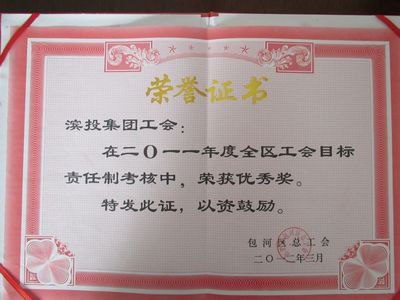 荣誉证书
滨投集团工会：
在二〇一一年度全区工会目标
责任制考核中，荣获优秀奖。
特发此证，以资鼓励。
包河区总工会
二〇一二年三月